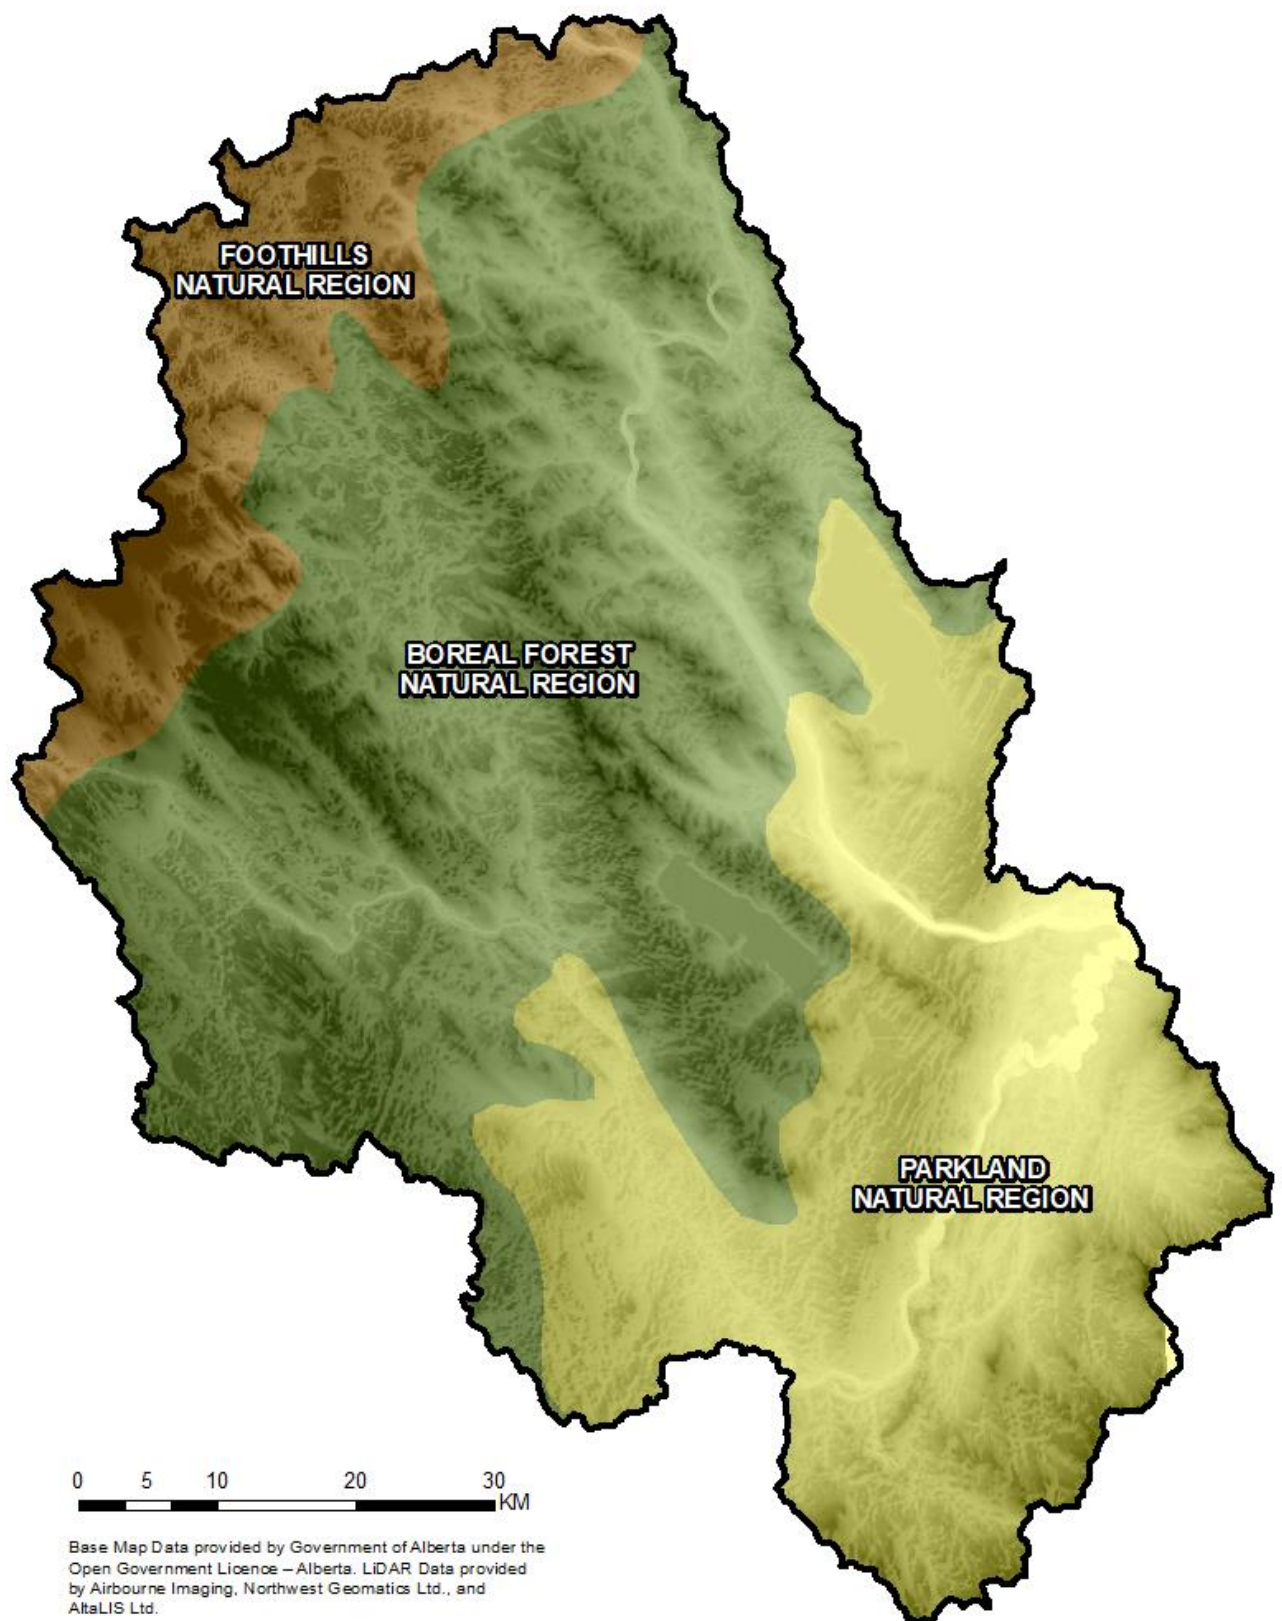 FOOTHILLS
NATURAL REGION
BOREAL FOREST
NATURAL REGION
PARKLAND
NATURAL REGION
0 5 10 20 30
KM
Base Map Data provided by Government of Alberta under the
Open Government Licence – Alberta. LiDAR Data provided
by Airbourne Imaging, Northwest Geomatics Ltd., and
AltaLIS Ltd.